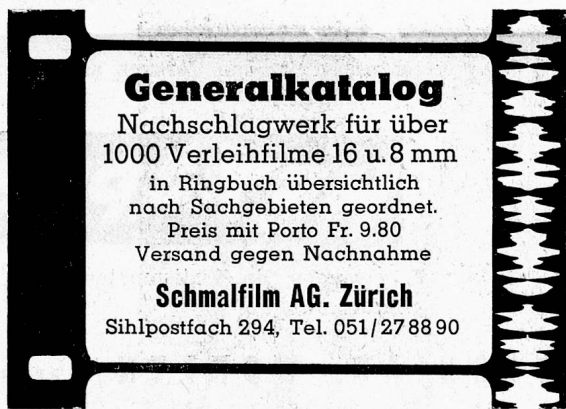 Generalkatalog
Nachschlagwerk für über
1000 Verleihfilme 16 u. 8 mm
in Ringbuch übersichtlich
nach Sachgebieten geordnet.
Preis mit Porto Fr. 9.80
Versand gegen Nachnahme
Schmalfilm AG. Zürich
Sihlpostfach 294, Tel. 051/27 88 90